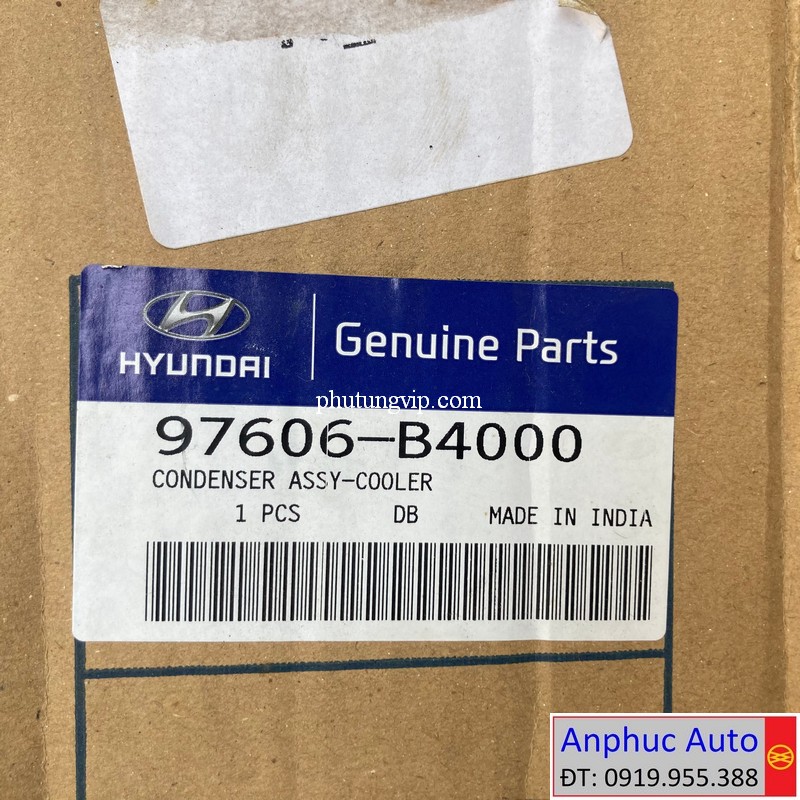 HYUNDAI
Genuine Parts
phutungvip.com
97606-B4000
CONDENSER ASSY-COOLER
1 PCS DB MADE IN INDIA
Anphuc Auto
ĐT: 0919.955.388